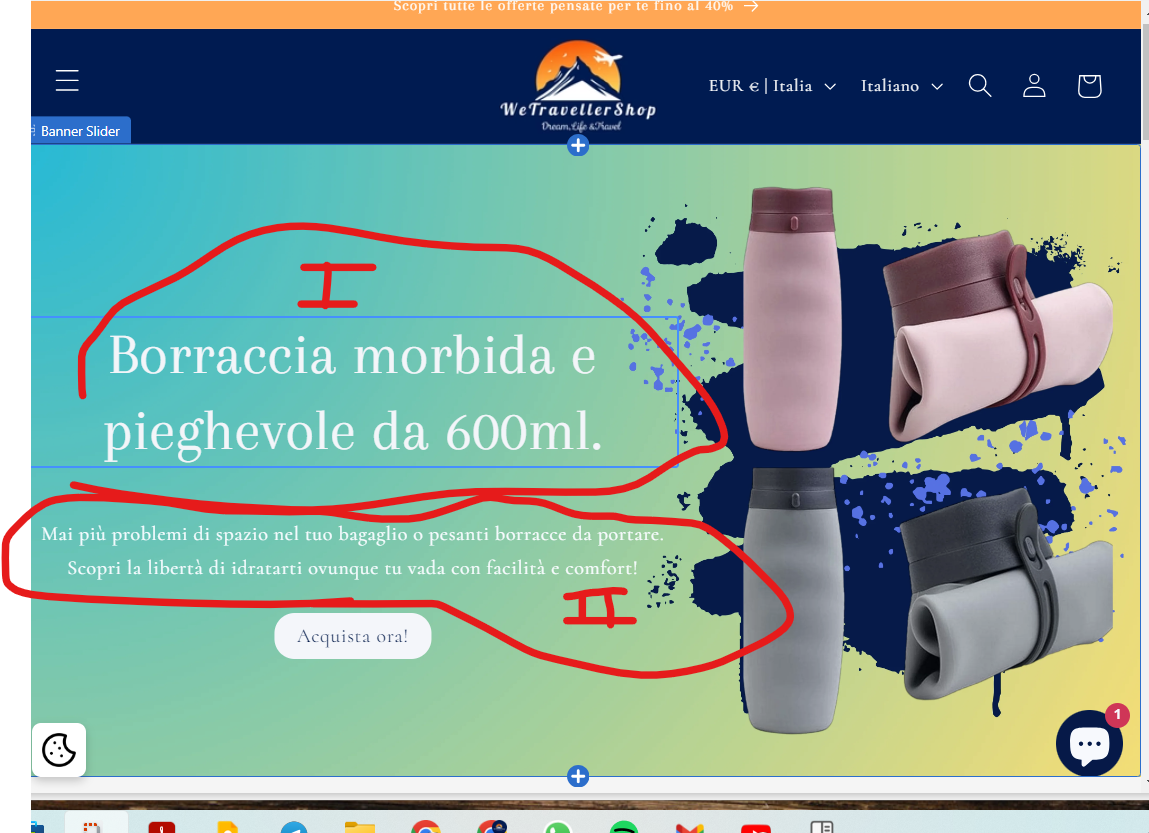 Scopri tutte le offerte pensate per te fino al 40% →
WeTravellerShop
Dream,Life &Travel
EUR € | Italia
Italiano
Banner Slider
I
Borraccia morbida e
pieghevole da 600ml.
Mai più problemi di spazio nel tuo bagaglio o pesanti borracce da portare.
Scopri la libertà di idratarti ovunque tu vada con facilità e comfort!
II
Acquista ora!
1